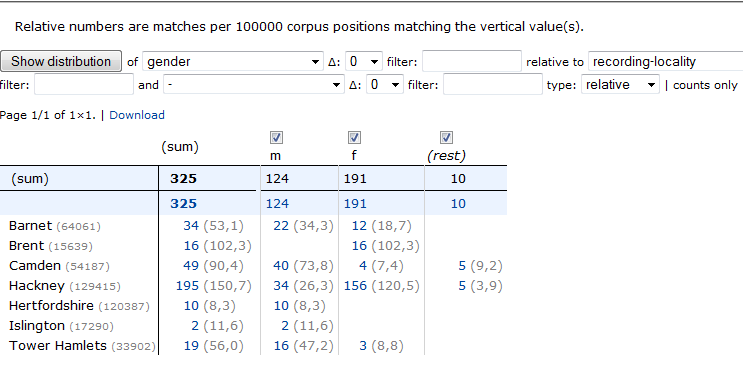 Relative numbers are matches per 100000 corpus positions matching the vertical value(s).
Show distribution of gender Δ: 0 filter: relative to recording-locality
filter: and - Δ: 0 filter: type: relative | counts only
Page 1/1 of 1×1. | Download
(sum) m f (rest)
(sum) 325 124 191 10
325 124 191 10
Barnet (64061) 34 (53,1) 22 (34,3) 12 (18,7)
Brent (15639) 16 (102,3) 16 (102,3)
Camden (54187) 49 (90,4) 40 (73,8) 4 (7,4) 5 (9,2)
Hackney (129415) 195 (150,7) 34 (26,3) 156 (120,5) 5 (3,9)
Hertfordshire (120387) 10 (8,3) 10 (8,3)
Islington (17290) 2 (11,6) 2 (11,6)
Tower Hamlets (33902) 19 (56,0) 16 (47,2) 3 (8,8)